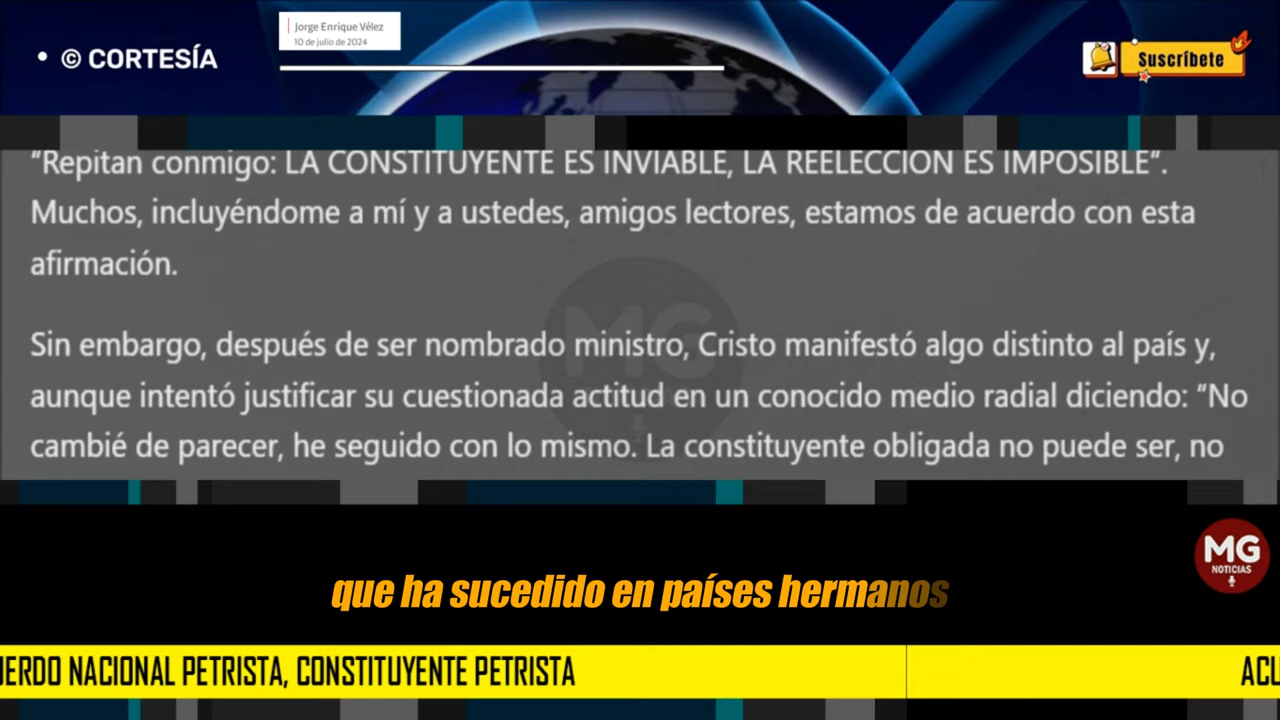 Jorge Enrique Vélez
10 de julio de 2024
• © CORTESÍA
Suscríbete
“Repitan conmigo: LA CONSTITUYENTE ES INVIABLE, LA REELECCIÓN ES IMPOSIBLE”.
Muchos, incluyéndome a mí y a ustedes, amigos lectores, estamos de acuerdo con esta
afirmación.
Sin embargo, después de ser nombrado ministro, Cristo manifestó algo distinto al país y,
aunque intentó justificar su cuestionada actitud en un conocido medio radial diciendo: “No
cambié de parecer, he seguido con lo mismo. La constituyente obligada no puede ser, no
MG
NOTICIAS
que ha sucedido en países hermanos
UERDO NACIONAL PETRISTA, CONSTITUYENTE PETRISTA
ACU